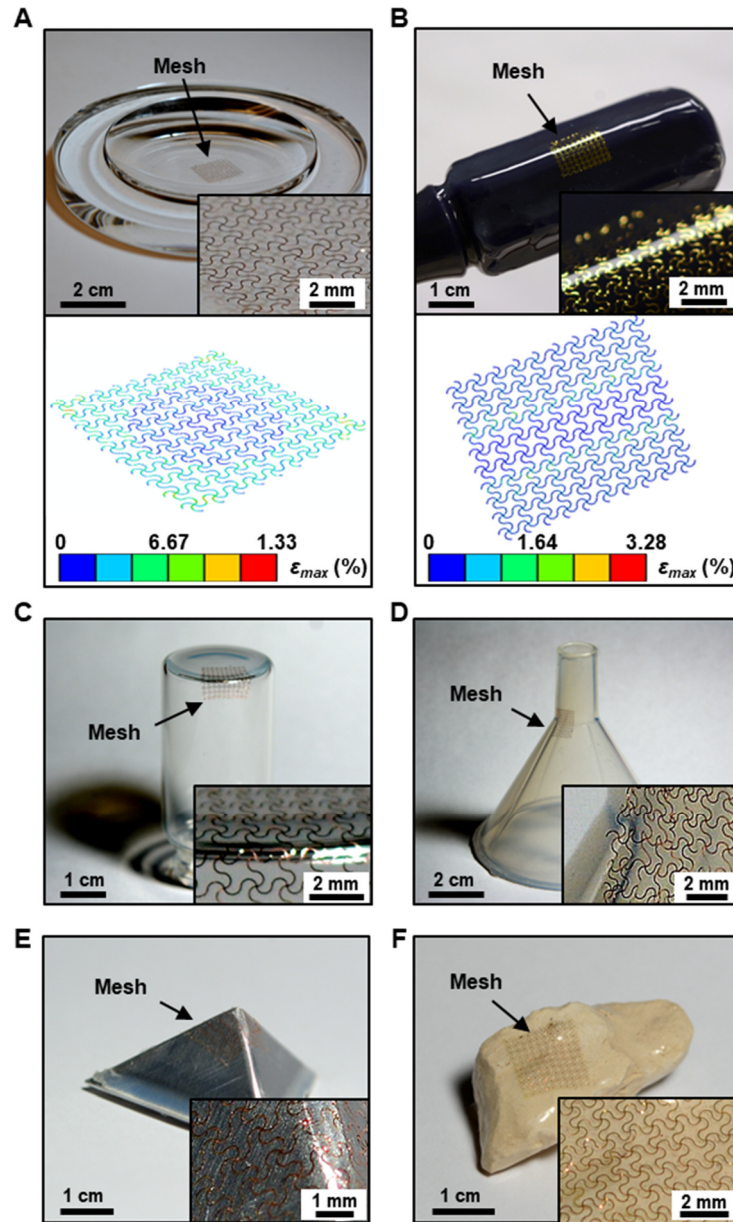 A
Mesh
2 cm
2 mm
0 6.67 1.33
εmax (%)
B
Mesh
1 cm
2 mm
0 1.64 3.28
εmax (%)
C
Mesh
1 cm
2 mm
D
Mesh
2 cm
2 mm
E
Mesh
1 cm
1 mm
F
Mesh
1 cm
2 mm